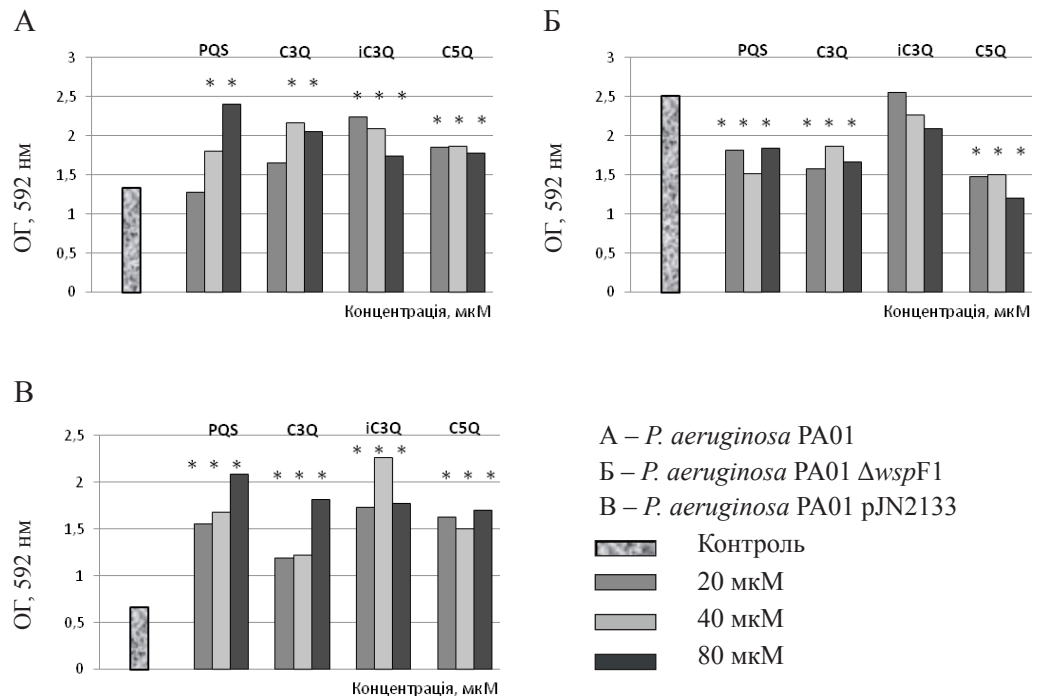 А
PQS C3Q iC3Q C5Q
3
2,5
2
1,5
1
0,5
0
* * * * * * * * * *
ОГ, 592 нм
Концентрація, мкМ
Б
PQS C3Q iC3Q C5Q
3
2,5
2
1,5
1
0,5
0
* * * * * * * * *
ОГ, 592 нм
Концентрація, мкМ
В
PQS C3Q iC3Q C5Q
2,5
2
1,5
1
0,5
0
* * * * * * * * * * * *
ОГ, 592 нм
Концентрація, мкМ
А – P. aeruginosa PA01
Б – P. aeruginosa PA01 ΔwspF1
В – P. aeruginosa PA01 pJN2133
Контроль
20 мкМ
40 мкМ
80 мкМ